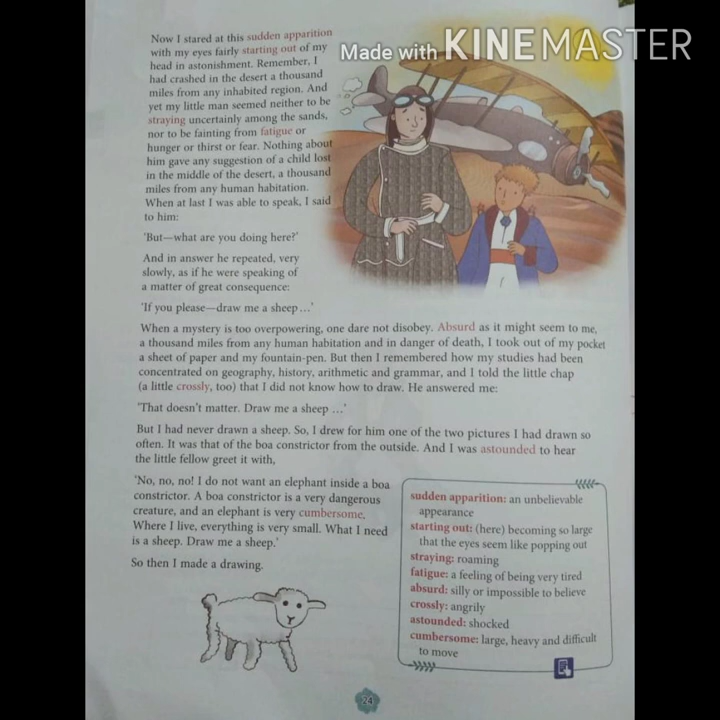 Made with KINEMASTER
Now I stared at this sudden apparition
with my eyes fairly starting out of my
head in astonishment. Remember, I
had crashed in the desert a thousand
miles from any inhabited region. And
yet my little man seemed neither to be
straying uncertainly among the sands,
nor to be fainting from fatigue or
hunger or thirst or fear. Nothing about
him gave any suggestion of a child lost
in the middle of the desert, a thousand
miles from any human habitation.
When at last I was able to speak, I said
to him:
‘But—what are you doing here?’
And in answer he repeated, very
slowly, as if he were speaking of
a matter of great consequence:
‘If you please—draw me a sheep …’
When a mystery is too overpowering, one dare not disobey. Absurd as it might seem to me,
a thousand miles from any human habitation and in danger of death, I took out of my pocket
a sheet of paper and my fountain-pen. But then I remembered how my studies had been
concentrated on geography, history, arithmetic and grammar, and I told the little chap
(a little crossly, too) that I did not know how to draw. He answered me:
‘That doesn’t matter. Draw me a sheep …’
But I had never drawn a sheep. So, I drew for him one of the two pictures I had drawn so
often. It was that of the boa constrictor from the outside. And I was astounded to hear
the little fellow greet it with,
‘No, no, no! I do not want an elephant inside a boa
constrictor. A boa constrictor is a very dangerous
creature, and an elephant is very cumbersome.
Where I live, everything is very small. What I need
is a sheep. Draw me a sheep.’
So then I made a drawing.
sudden apparition: an unbelievable
appearance
starting out: (here) becoming so large
that the eyes seem like popping out
straying: roaming
fatigue: a feeling of being very tired
absurd: silly or impossible to believe
crossly: angrily
astounded: shocked
cumbersome: large, heavy and difficult
to move
24